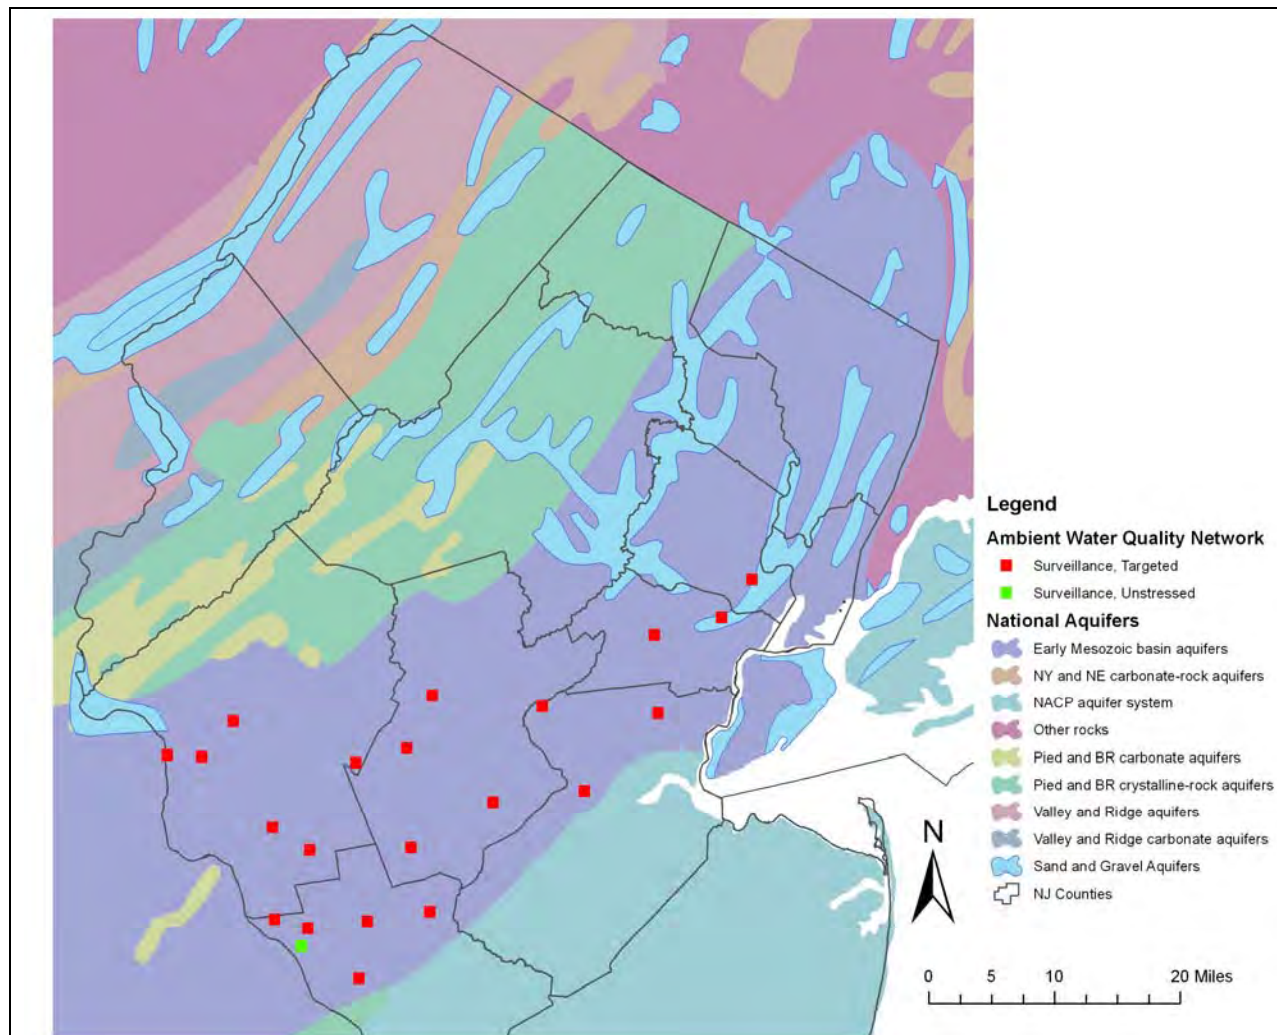 Legend
Ambient Water Quality Network
Surveillance, Targeted
Surveillance, Unstressed
National Aquifers
Early Mesozoic basin aquifers
NY and NE carbonate-rock aquifers
NACP aquifer system
Other rocks
Pied and BR carbonate aquifers
Pied and BR crystalline-rock aquifers
Valley and Ridge aquifers
Valley and Ridge carbonate aquifers
Sand and Gravel Aquifers
NJ Counties
N
0 5 10 20 Miles